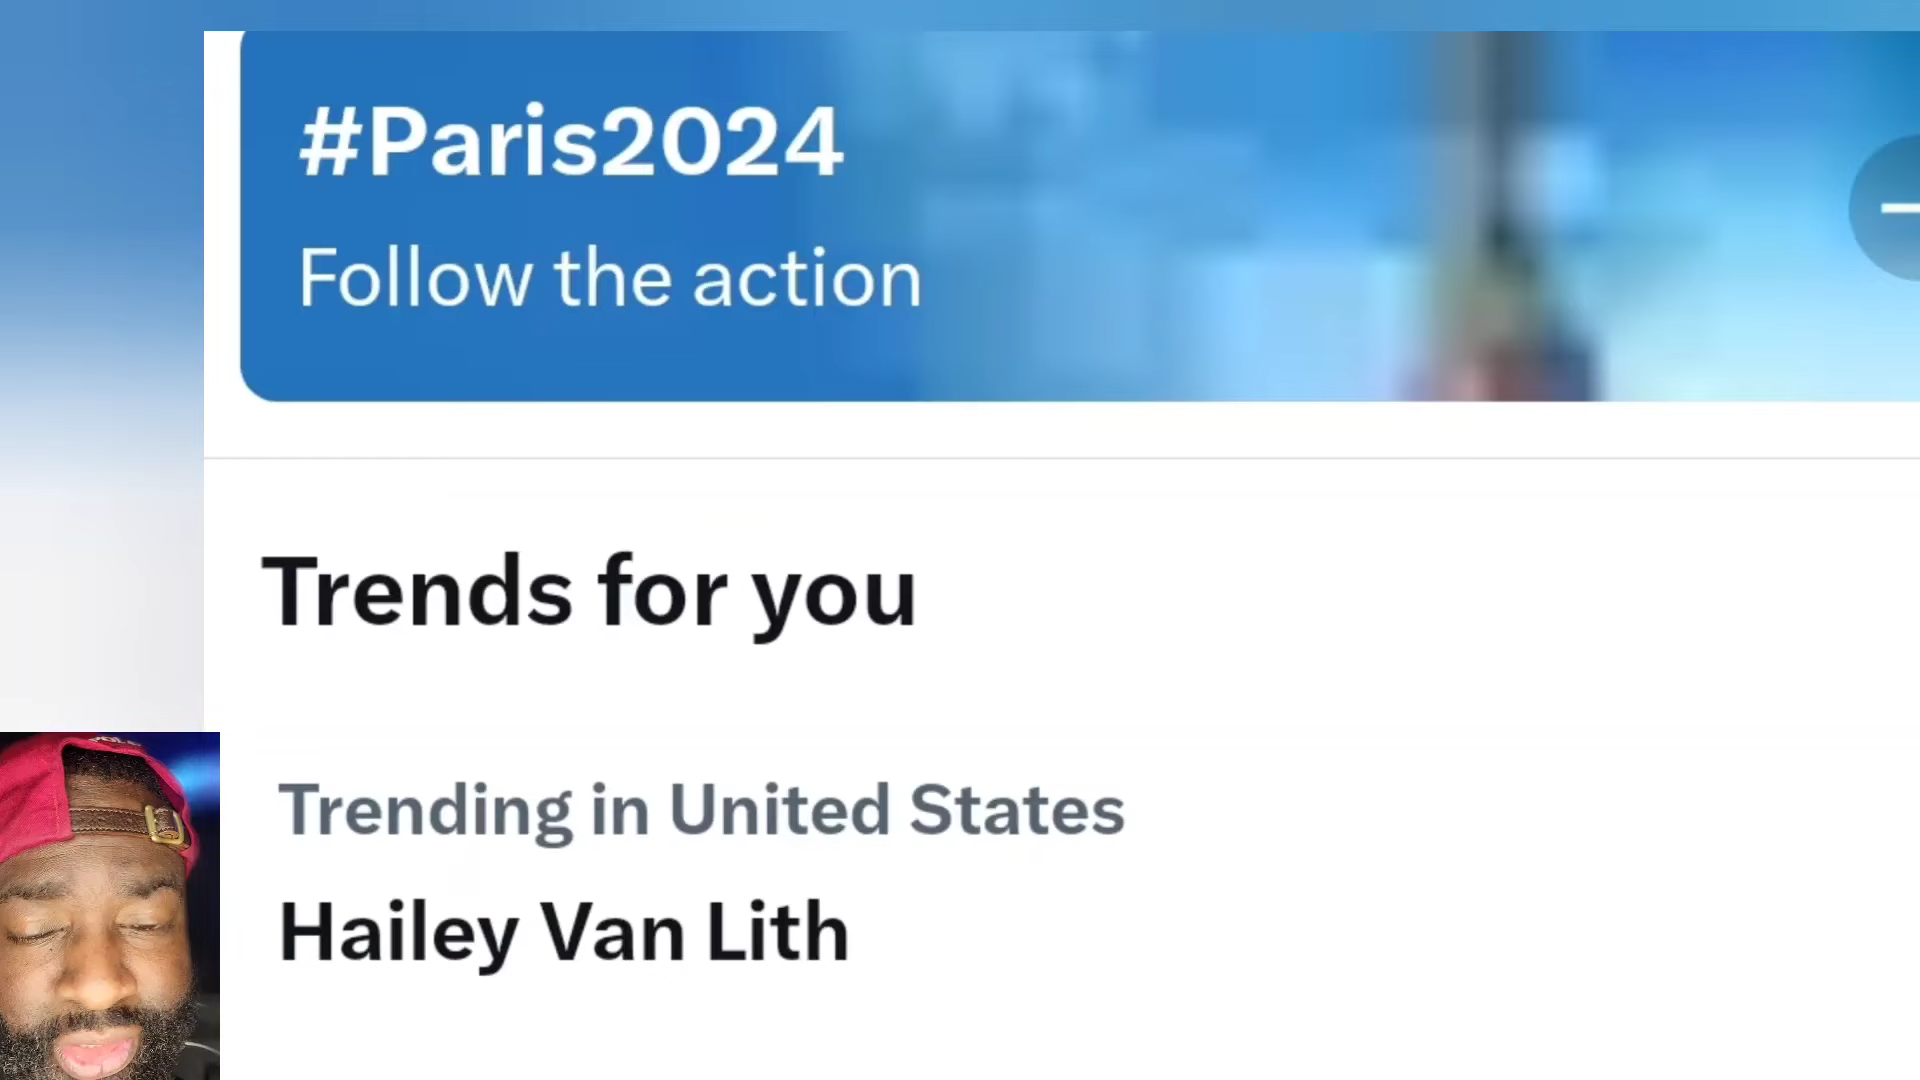 #Paris2024
Follow the action
Trends for you
Trending in United States
Hailey Van Lith